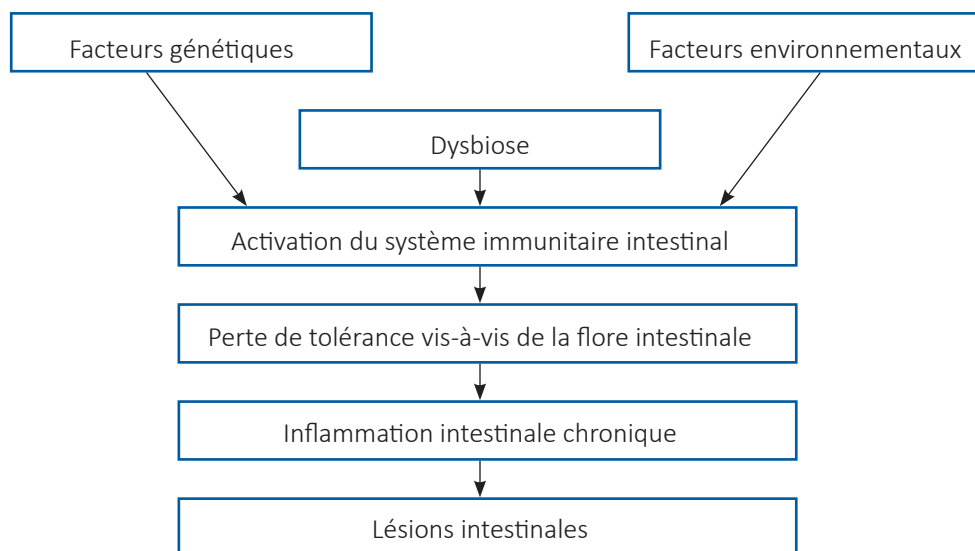 Facteurs génétiques
Facteurs environnementaux
Dysbiose
Activation du système immunitaire intestinal
Perte de tolérance vis-à-vis de la flore intestinale
Inflammation intestinale chronique
Lésions intestinales